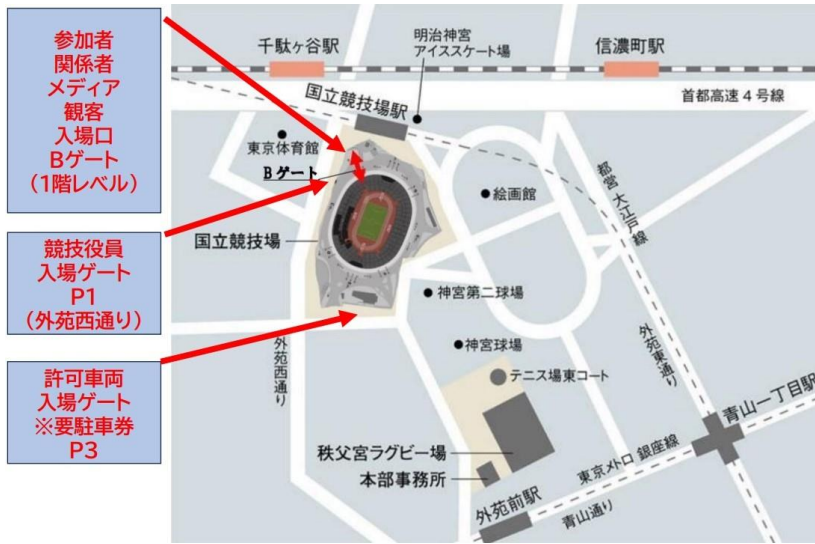 参加者
関係者
メディア
観客
入場口
Bゲート
(1階レベル)
競技役員
入場ゲート
P1
(外苑西通り)
許可車両
入場ゲート
※要駐車券
P3
千駄ヶ谷駅
明治神宮
アイススケート場
信濃町駅
国立競技場駅
首都高速4号線
東京体育館
Bゲート
絵画館
都営 大江戸線
国立競技場
神宮第二球場
外苑西通り
神宮球場
外苑東通り
テニス場東コート
青山一丁目駅
秩父宮ラグビー場
本部事務所
東京メトロ 銀座線
外苑前駅
青山通り